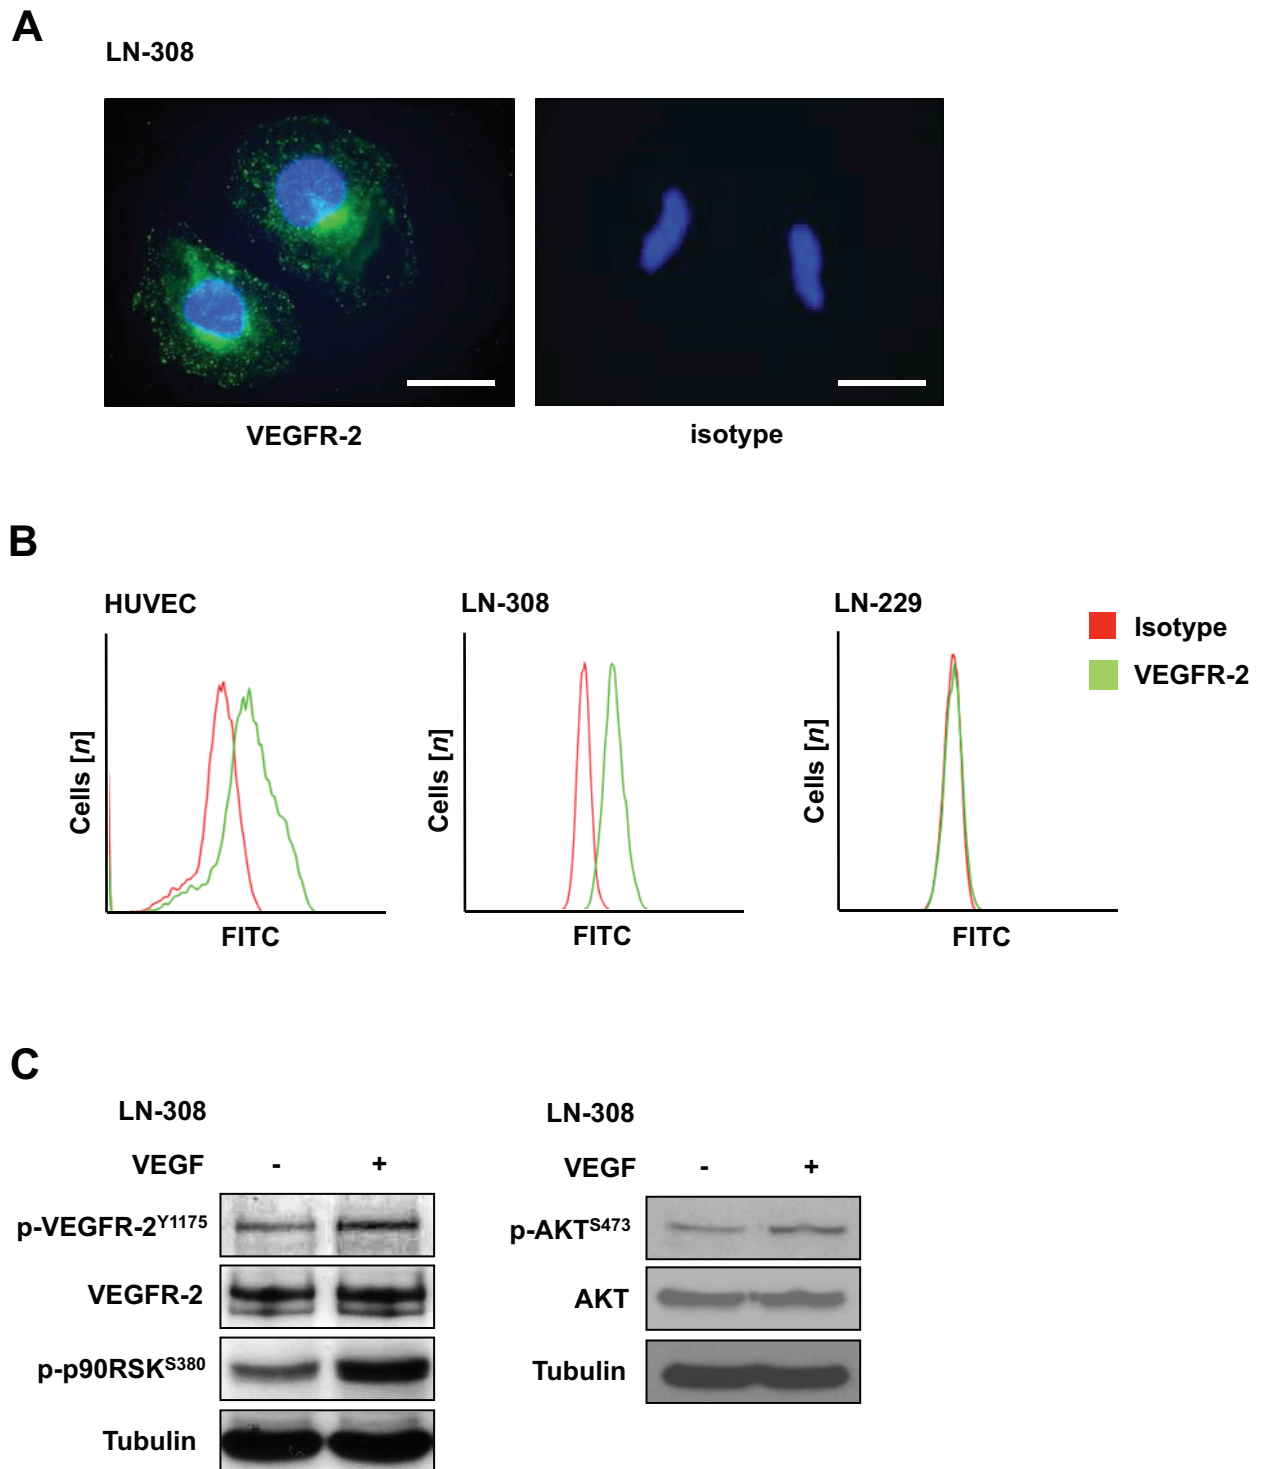 A
LN-308
VEGFR-2
isotype
B
HUVEC
LN-308
LN-229
Isotype
VEGFR-2
Cells [n]
Cells [n]
Cells [n]
FITC
FITC
FITC
C
LN-308
VEGF - +
p-VEGFR-2Y1175
VEGFR-2
p-p90RSKS380
Tubulin
LN-308
VEGF - +
p-AKTS473
AKT
Tubulin